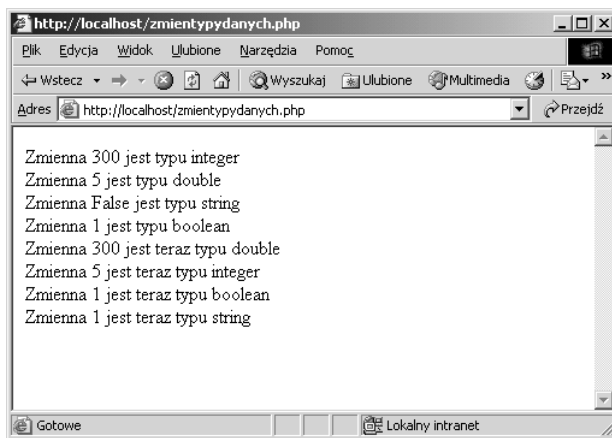 http://localhost/zmientypydanych.php
Plik Edycja Widok Ulubione Narzędzia Pomoc
Wstecz Wyszukaj Ulubione Multimedia »
Adres http://localhost/zmientypydanych.php Przejdź
Zmienna 300 jest typu integer
Zmienna 5 jest typu double
Zmienna False jest typu string
Zmienna 1 jest typu boolean
Zmienna 300 jest teraz typu double
Zmienna 5 jest teraz typu integer
Zmienna 1 jest teraz typu boolean
Zmienna 1 jest teraz typu string
Gotowe Lokalny intranet